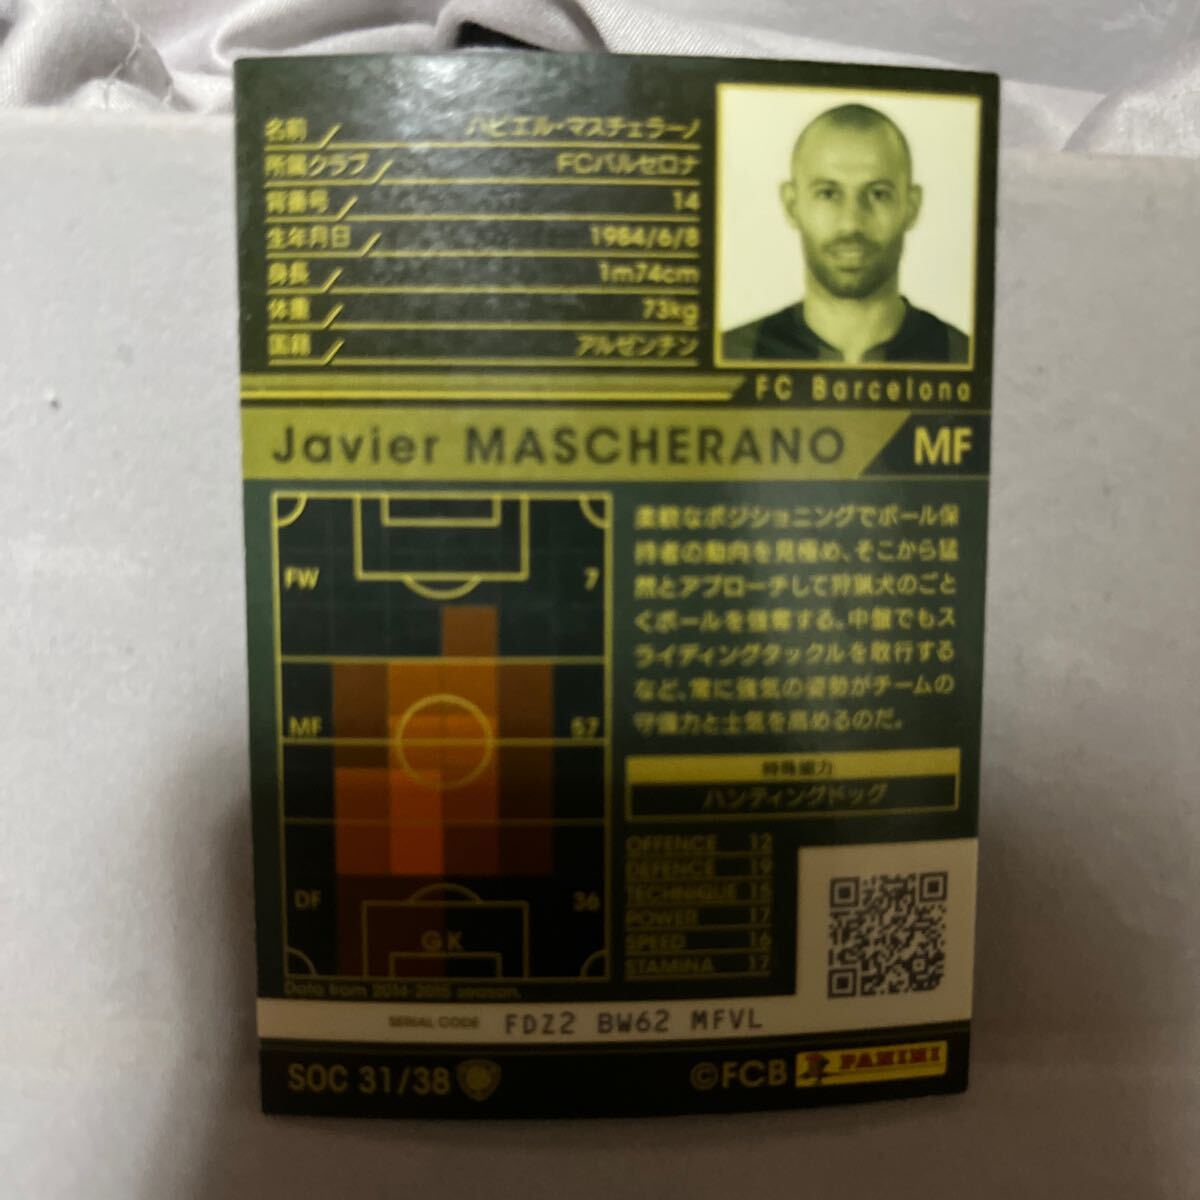 名前 ハビエル・マスチェラーノ
所属クラブ FCバルセロナ
背番号 14
生年月日 1984/6/8
身長 1m74cm
体重 73kg
国籍 アルゼンチン
FC Barcelona
Javier MASCHERANO MF
FW 7
MF 57
DF 36
GK
Data from 2014-2015 season.
柔軟なポジショニングでボール保
持者の動向を見極め、そこから猛
然とアプローチして狩猟犬のごと
くボールを強奪する。中盤でもス
ライディングタックルを敢行する
など、常に強気の姿勢がチームの
守備力と士気を高めるのだ。
特殊能力
ハンティングドッグ
OFFENCE 12
DEFENCE 19
TECHNIQUE 15
POWER 17
SPEED 16
STAMINA 17
SERIAL CODE FDZ2 BW62 MFVL
SOC 31/38
©FCB PANINI